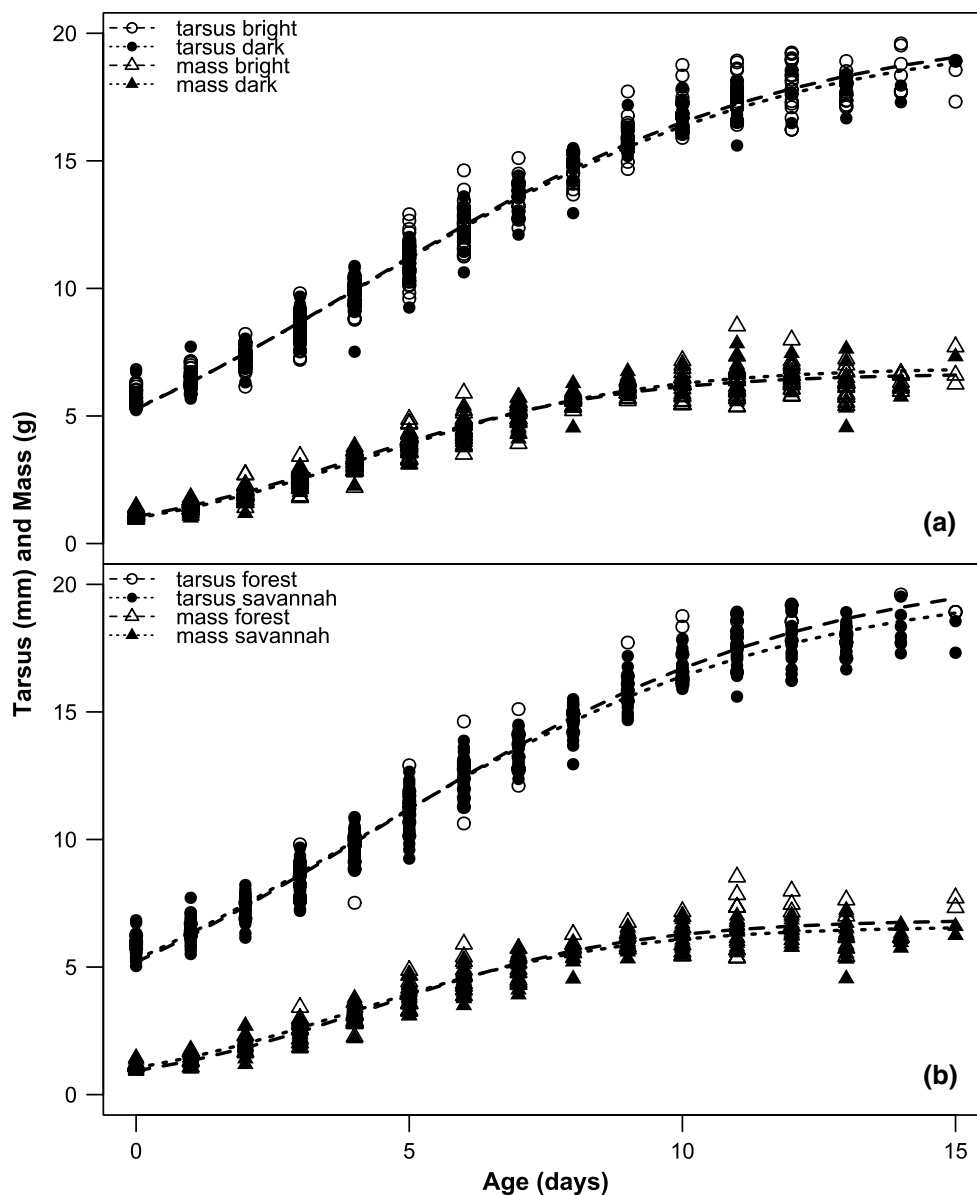 tarsus bright
tarsus dark
mass bright
mass dark
20
15
10
5
0
(a)
tarsus forest
tarsus savannah
mass forest
mass savannah
20
15
10
5
0
(b)
0 5 10 15
Age (days)
Tarsus (mm) and Mass (g)